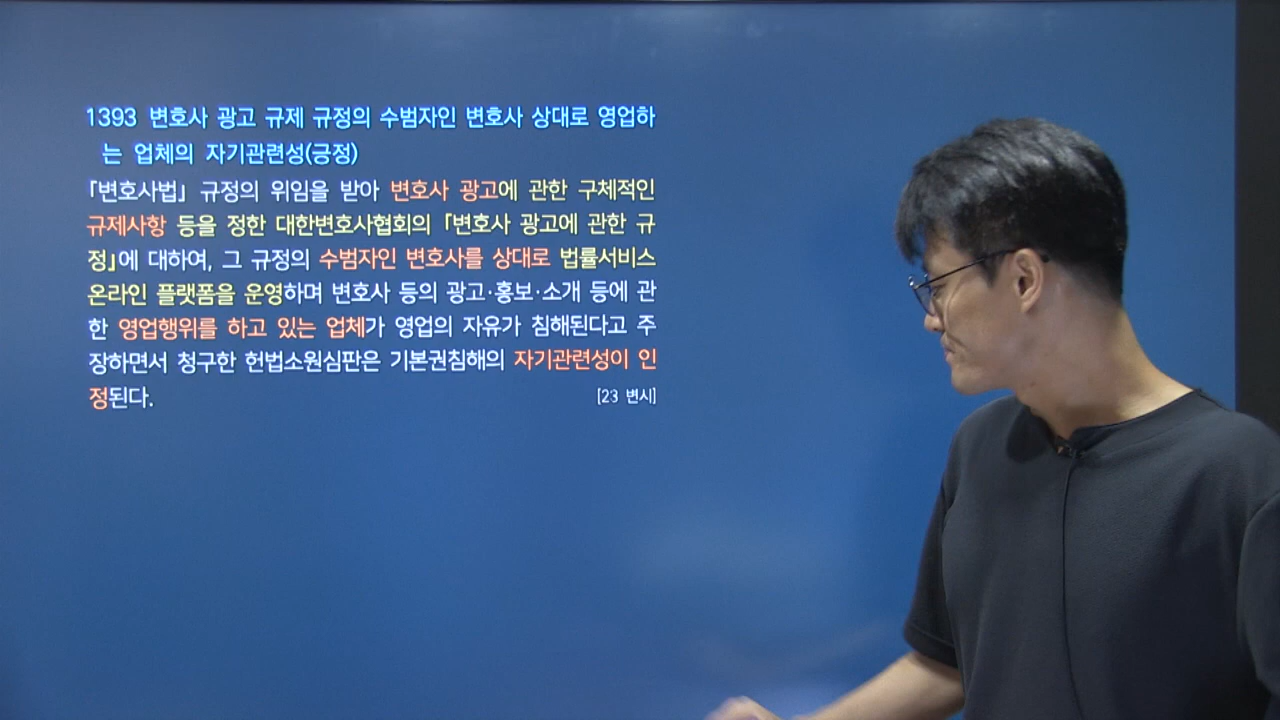 1393 변호사 광고 규제 규정의 수범자인 변호사 상대로 영업하
는 업체의 자기관련성(긍정)
「변호사법」 규정의 위임을 받아 변호사 광고에 관한 구체적인
규제사항 등을 정한 대한변호사협회의 「변호사 광고에 관한 규
정」에 대하여, 그 규정의 수범자인 변호사를 상대로 법률서비스
온라인 플랫폼을 운영하며 변호사 등의 광고·홍보·소개 등에 관
한 영업행위를 하고 있는 업체가 영업의 자유가 침해된다고 주
장하면서 청구한 헌법소원심판은 기본권침해의 자기관련성이 인
정된다. [23 변시]